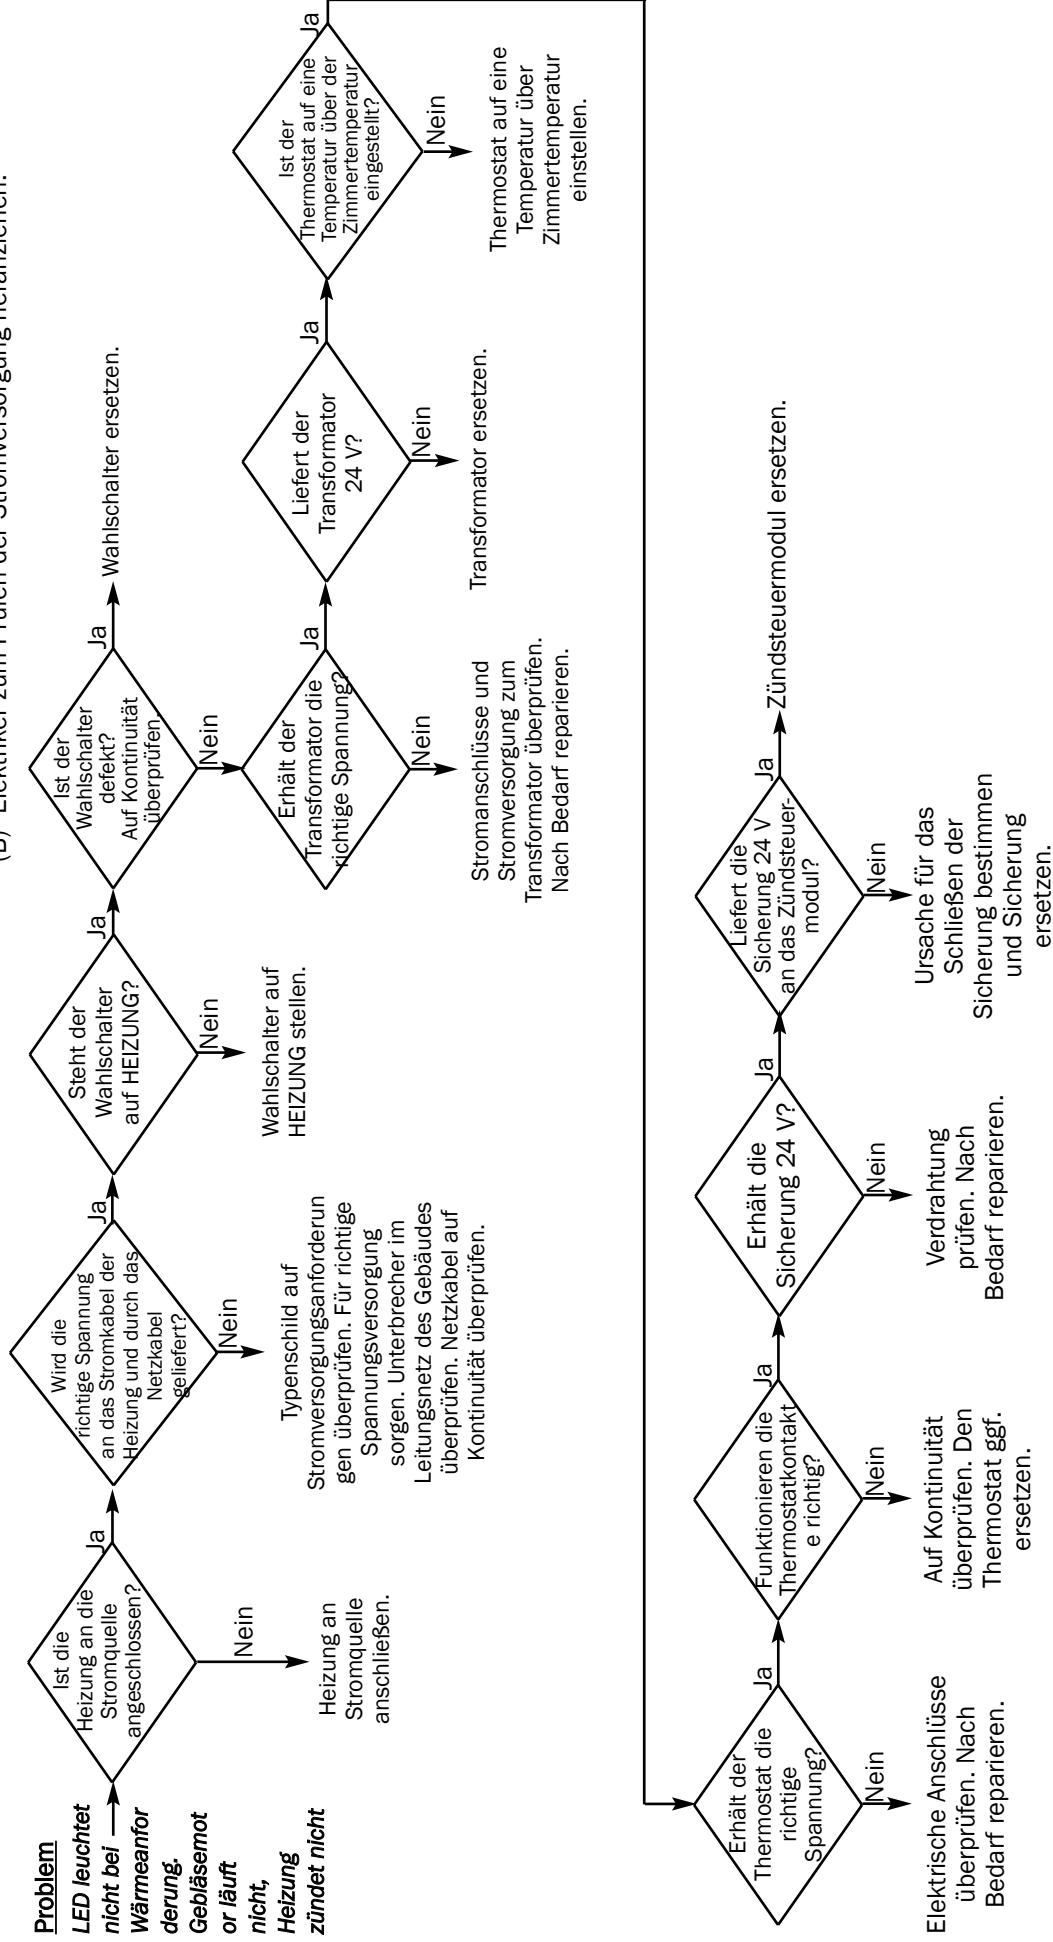 (B) Elektriker zum Prüfen der Stromversorgung heranziehen.
Problem
LED leuchtet
nicht bei
Wärmeanfor
derung.
Gebläsemot
or läuft
nicht,
Heizung
zündet nicht
Ist die
Heizung an die
Stromquelle
angeschlossen?
Ja
Nein
Heizung an
Stromquelle
anschließen.
Wird die
richtige Spannung
an das Stromkabel der
Heizung und durch das
Netzkabel
geliefert?
Ja
Nein
Typenschild auf
Stromversorgungsanforderun
gen überprüfen. Für richtige
Spannungsversorgung
sorgen. Unterbrecher im
Leitungsnetz des Gebäudes
überprüfen. Netzkabel auf
Kontinuität überprüfen.
Steht der
Wahlschalter
auf HEIZUNG?
Ja
Nein
Wahlschalter auf
HEIZUNG stellen.
Ist der
Wahlschalter
defekt?
Auf Kontinuität
überprüfen.
Ja
Wahlschalter ersetzen.
Nein
Erhält der
Transformator die
richtige Spannung?
Ja
Nein
Stromanschlüsse und
Stromversorgung zum
Transformator überprüfen.
Nach Bedarf reparieren.
Liefert der
Transformator
24 V?
Ja
Nein
Transformator ersetzen.
Ist der
Thermostat auf eine
Temperatur über der
Zimmertemperatur
eingestellt?
Ja
Nein
Thermostat auf eine
Temperatur über
Zimmertemperatur
einstellen.
Erhält der
Thermostat die
richtige
Spannung?
Ja
Nein
Elektrische Anschlüsse
überprüfen. Nach
Bedarf reparieren.
Funktionieren die
Thermostatkontakt
e richtig?
Ja
Nein
Auf Kontinuität
überprüfen. Den
Thermostat ggf.
ersetzen.
Erhält die
Sicherung 24 V?
Ja
Nein
Verdrahtung
prüfen. Nach
Bedarf reparieren.
Liefert die
Sicherung 24 V
an das Zündsteuer-
modul?
Ja
Zündsteuermodul ersetzen.
Nein
Ursache für das
Schließen der
Sicherung bestimmen
und Sicherung
ersetzen.